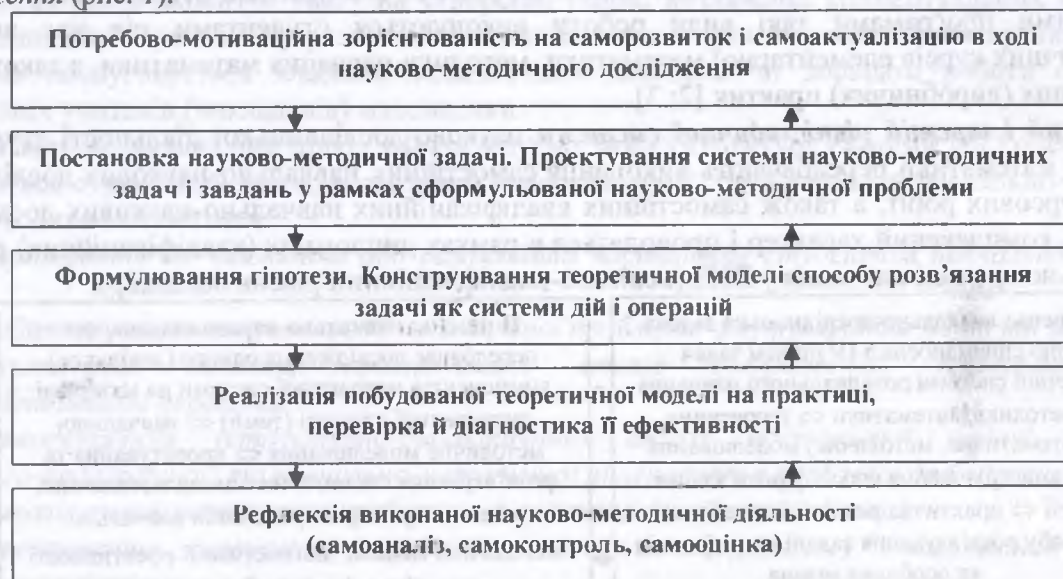 Потребово-мотиваційна зорієнтованість на саморозвиток і самоактуалізацію в ході
науково-методичного дослідження
Постановка науково-методичної задачі. Проектування системи науково-методичних
задач і завдань у рамках сформульованої науково-методичної проблеми
Формулювання гіпотези. Конструювання теоретичної моделі способу розв’язання
задачі як системи дій і операцій
Реалізація побудованої теоретичної моделі на практиці,
перевірка й діагностика її ефективності
Рефлексія виконаної науково-методичної діяльності
(самоаналіз, самоконтроль, самооцінка)